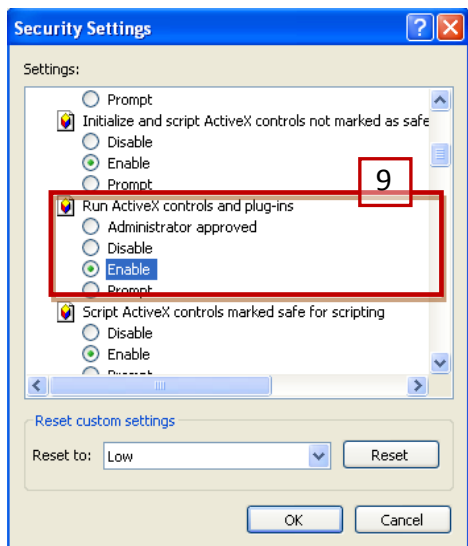 Security Settings
Settings:
Prompt
Initialize and script ActiveX controls not marked as safe
Disable
Enable
Prompt
9
Run ActiveX controls and plug-ins
Administrator approved
Disable
Enable
Prompt
Script ActiveX controls marked safe for scripting
Disable
Enable
Prompt
Reset custom settings
Reset to: Low Reset
OK Cancel